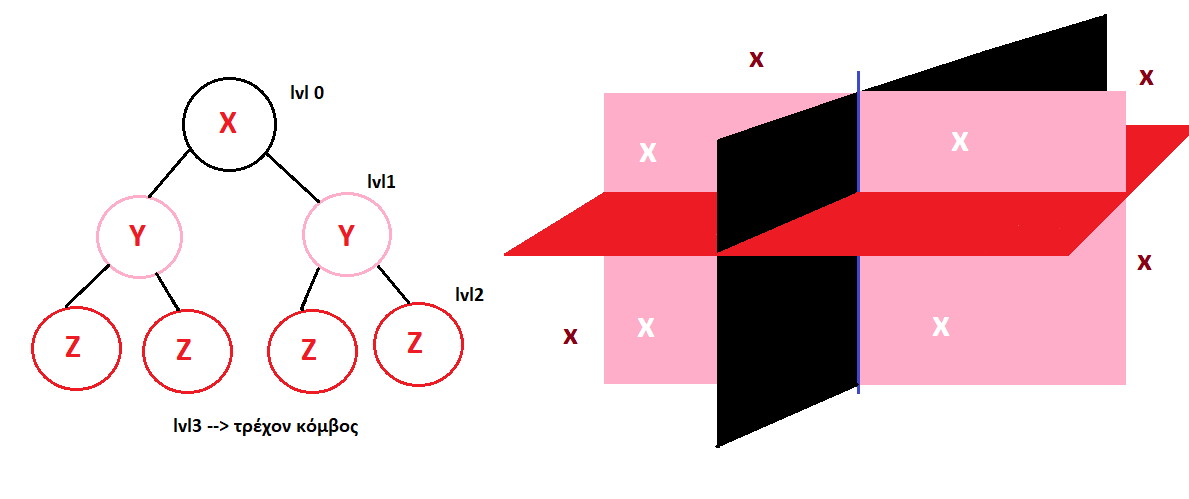 lvl 0
X
lvl1
Y Y
lvl2
Z Z Z Z
lvl3 --> τρέχον κόμβος
x x
x x
x
x x
x